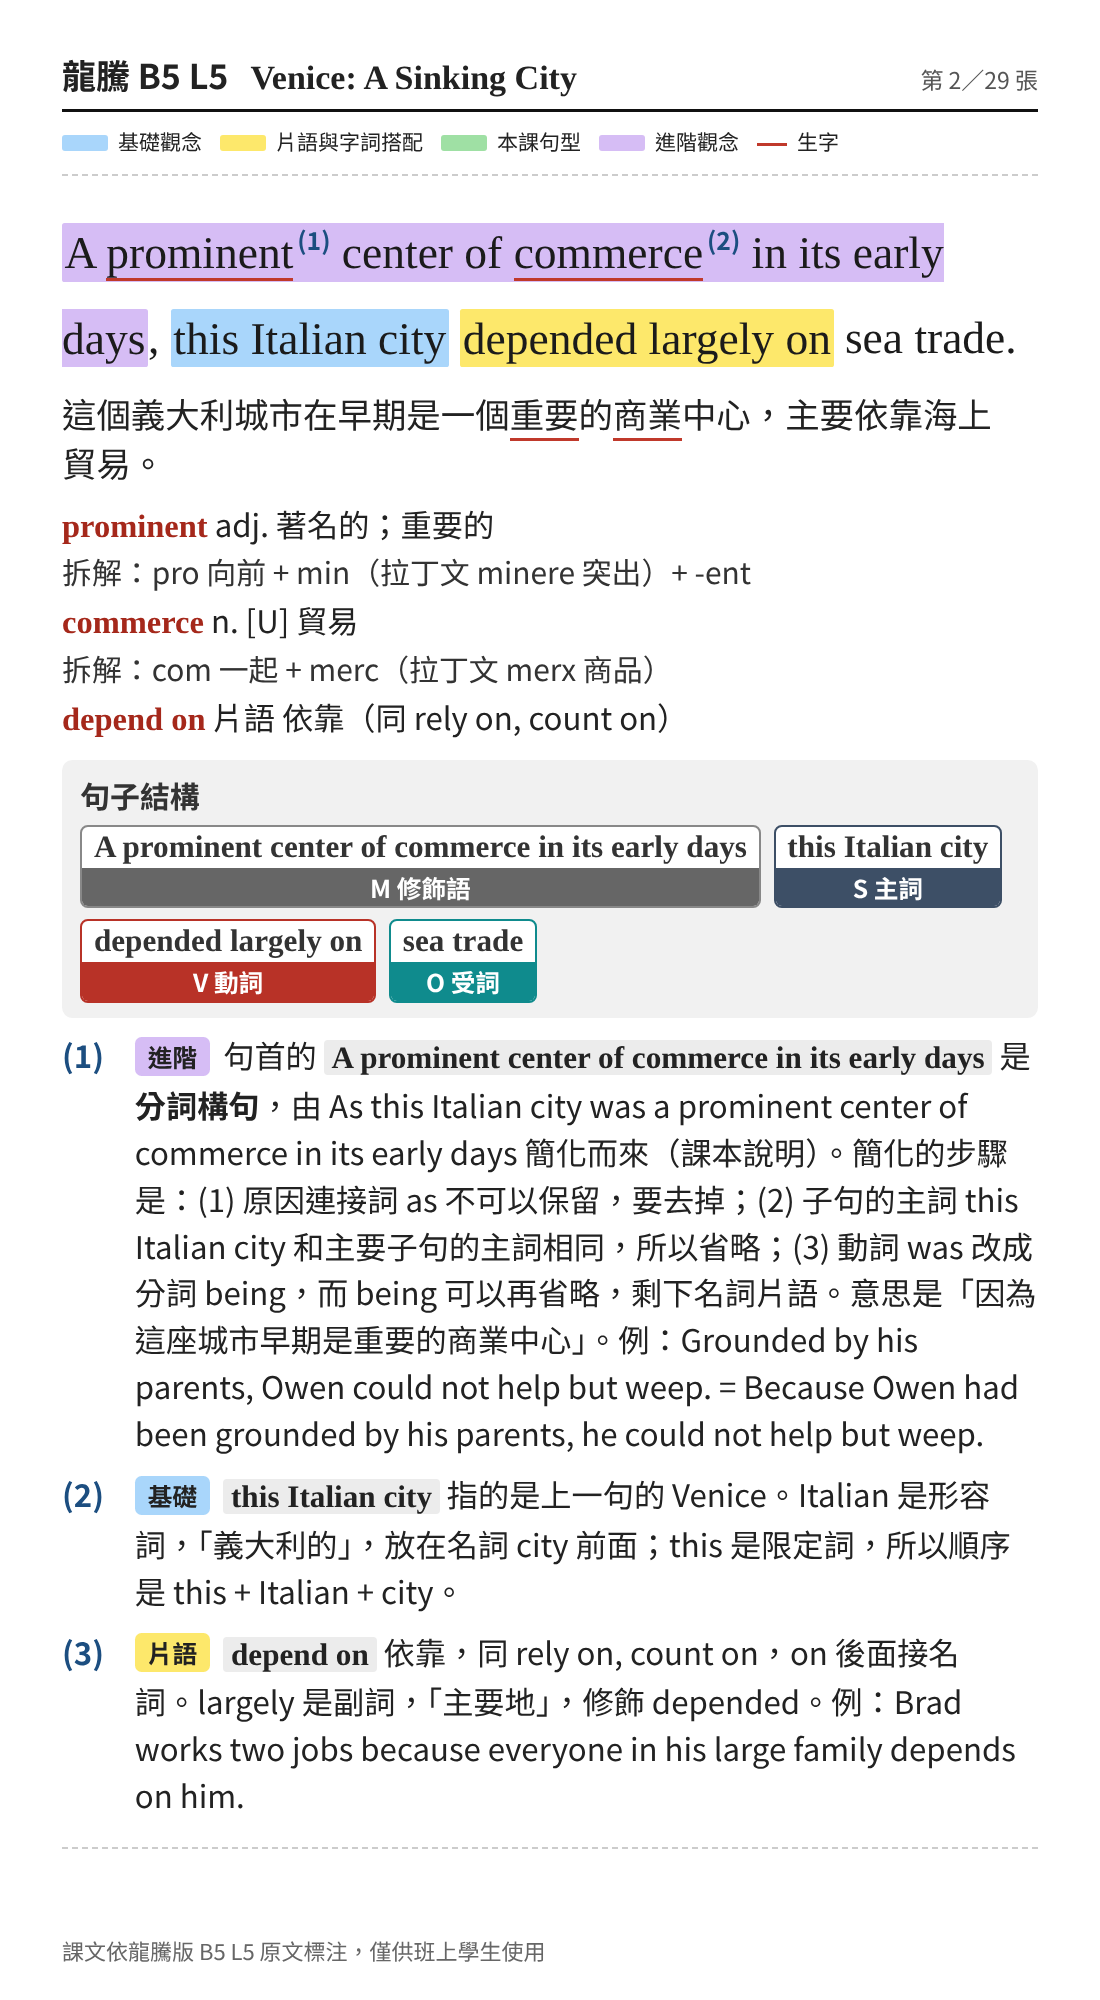 龍騰 B5 L5 Venice: A Sinking City 第 2／29 張
基礎觀念 片語與字詞搭配 本課句型 進階觀念 生字
A prominent(1) center of commerce(2) in its early
days, this Italian city depended largely on sea trade.
這個義大利城市在早期是一個重要的商業中心，主要依靠海上
貿易。
prominent adj. 著名的；重要的
拆解：pro 向前 + min（拉丁文 minere 突出）+ -ent
commerce n. [U] 貿易
拆解：com 一起 + merc（拉丁文 merx 商品）
depend on 片語 依靠（同 rely on, count on）
句子結構
A prominent center of commerce in its early days this Italian city
M 修飾語 S 主詞
depended largely on sea trade
V 動詞 O 受詞
(1) 進階 句首的 A prominent center of commerce in its early days 是
分詞構句，由 As this Italian city was a prominent center of
commerce in its early days 簡化而來（課本說明）。簡化的步驟
是：(1) 原因連接詞 as 不可以保留，要去掉；(2) 子句的主詞 this
Italian city 和主要子句的主詞相同，所以省略；(3) 動詞 was 改成
分詞 being，而 being 可以再省略，剩下名詞片語。意思是「因為
這座城市早期是重要的商業中心」。例：Grounded by his
parents, Owen could not help but weep. = Because Owen had
been grounded by his parents, he could not help but weep.
(2) 基礎 this Italian city 指的是上一句的 Venice。Italian 是形容
詞，「義大利的」，放在名詞 city 前面；this 是限定詞，所以順序
是 this + Italian + city。
(3) 片語 depend on 依靠，同 rely on, count on，on 後面接名
詞。largely 是副詞，「主要地」，修飾 depended。例：Brad
works two jobs because everyone in his large family depends
on him.
課文依龍騰版 B5 L5 原文標注，僅供班上學生使用